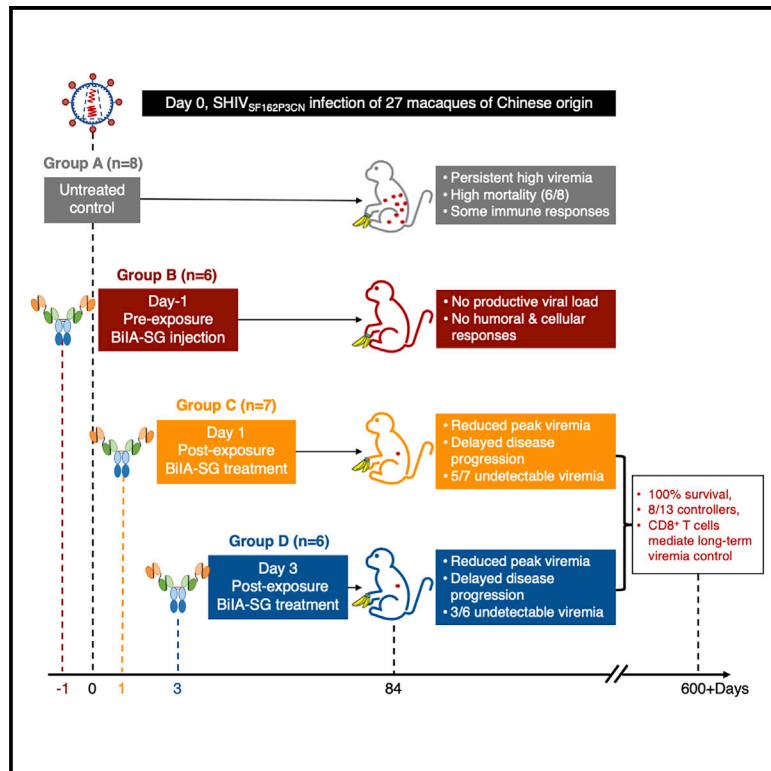 Day 0, SHIVSF162P3CN infection of 27 macaques of Chinese origin
Group A (n=8)
Untreated
control
• Persistent high viremia
• High mortality (6/8)
• Some immune responses
Group B (n=6)
Day-1
Pre-exposure
BiIA-SG injection
• No productive viral load
• No humoral & cellular
responses
Group C (n=7)
Day 1
Post-exposure
BiIA-SG treatment
• Reduced peak viremia
• Delayed disease
progression
• 5/7 undetectable viremia
Group D (n=6)
Day 3
Post-exposure
BiIA-SG treatment
• Reduced peak viremia
• Delayed disease
progression
• 3/6 undetectable viremia
• 100% survival,
• 8/13 controllers,
• CD8+ T cells
mediate long-term
viremia control
-1 0 1 3 84 600+Days